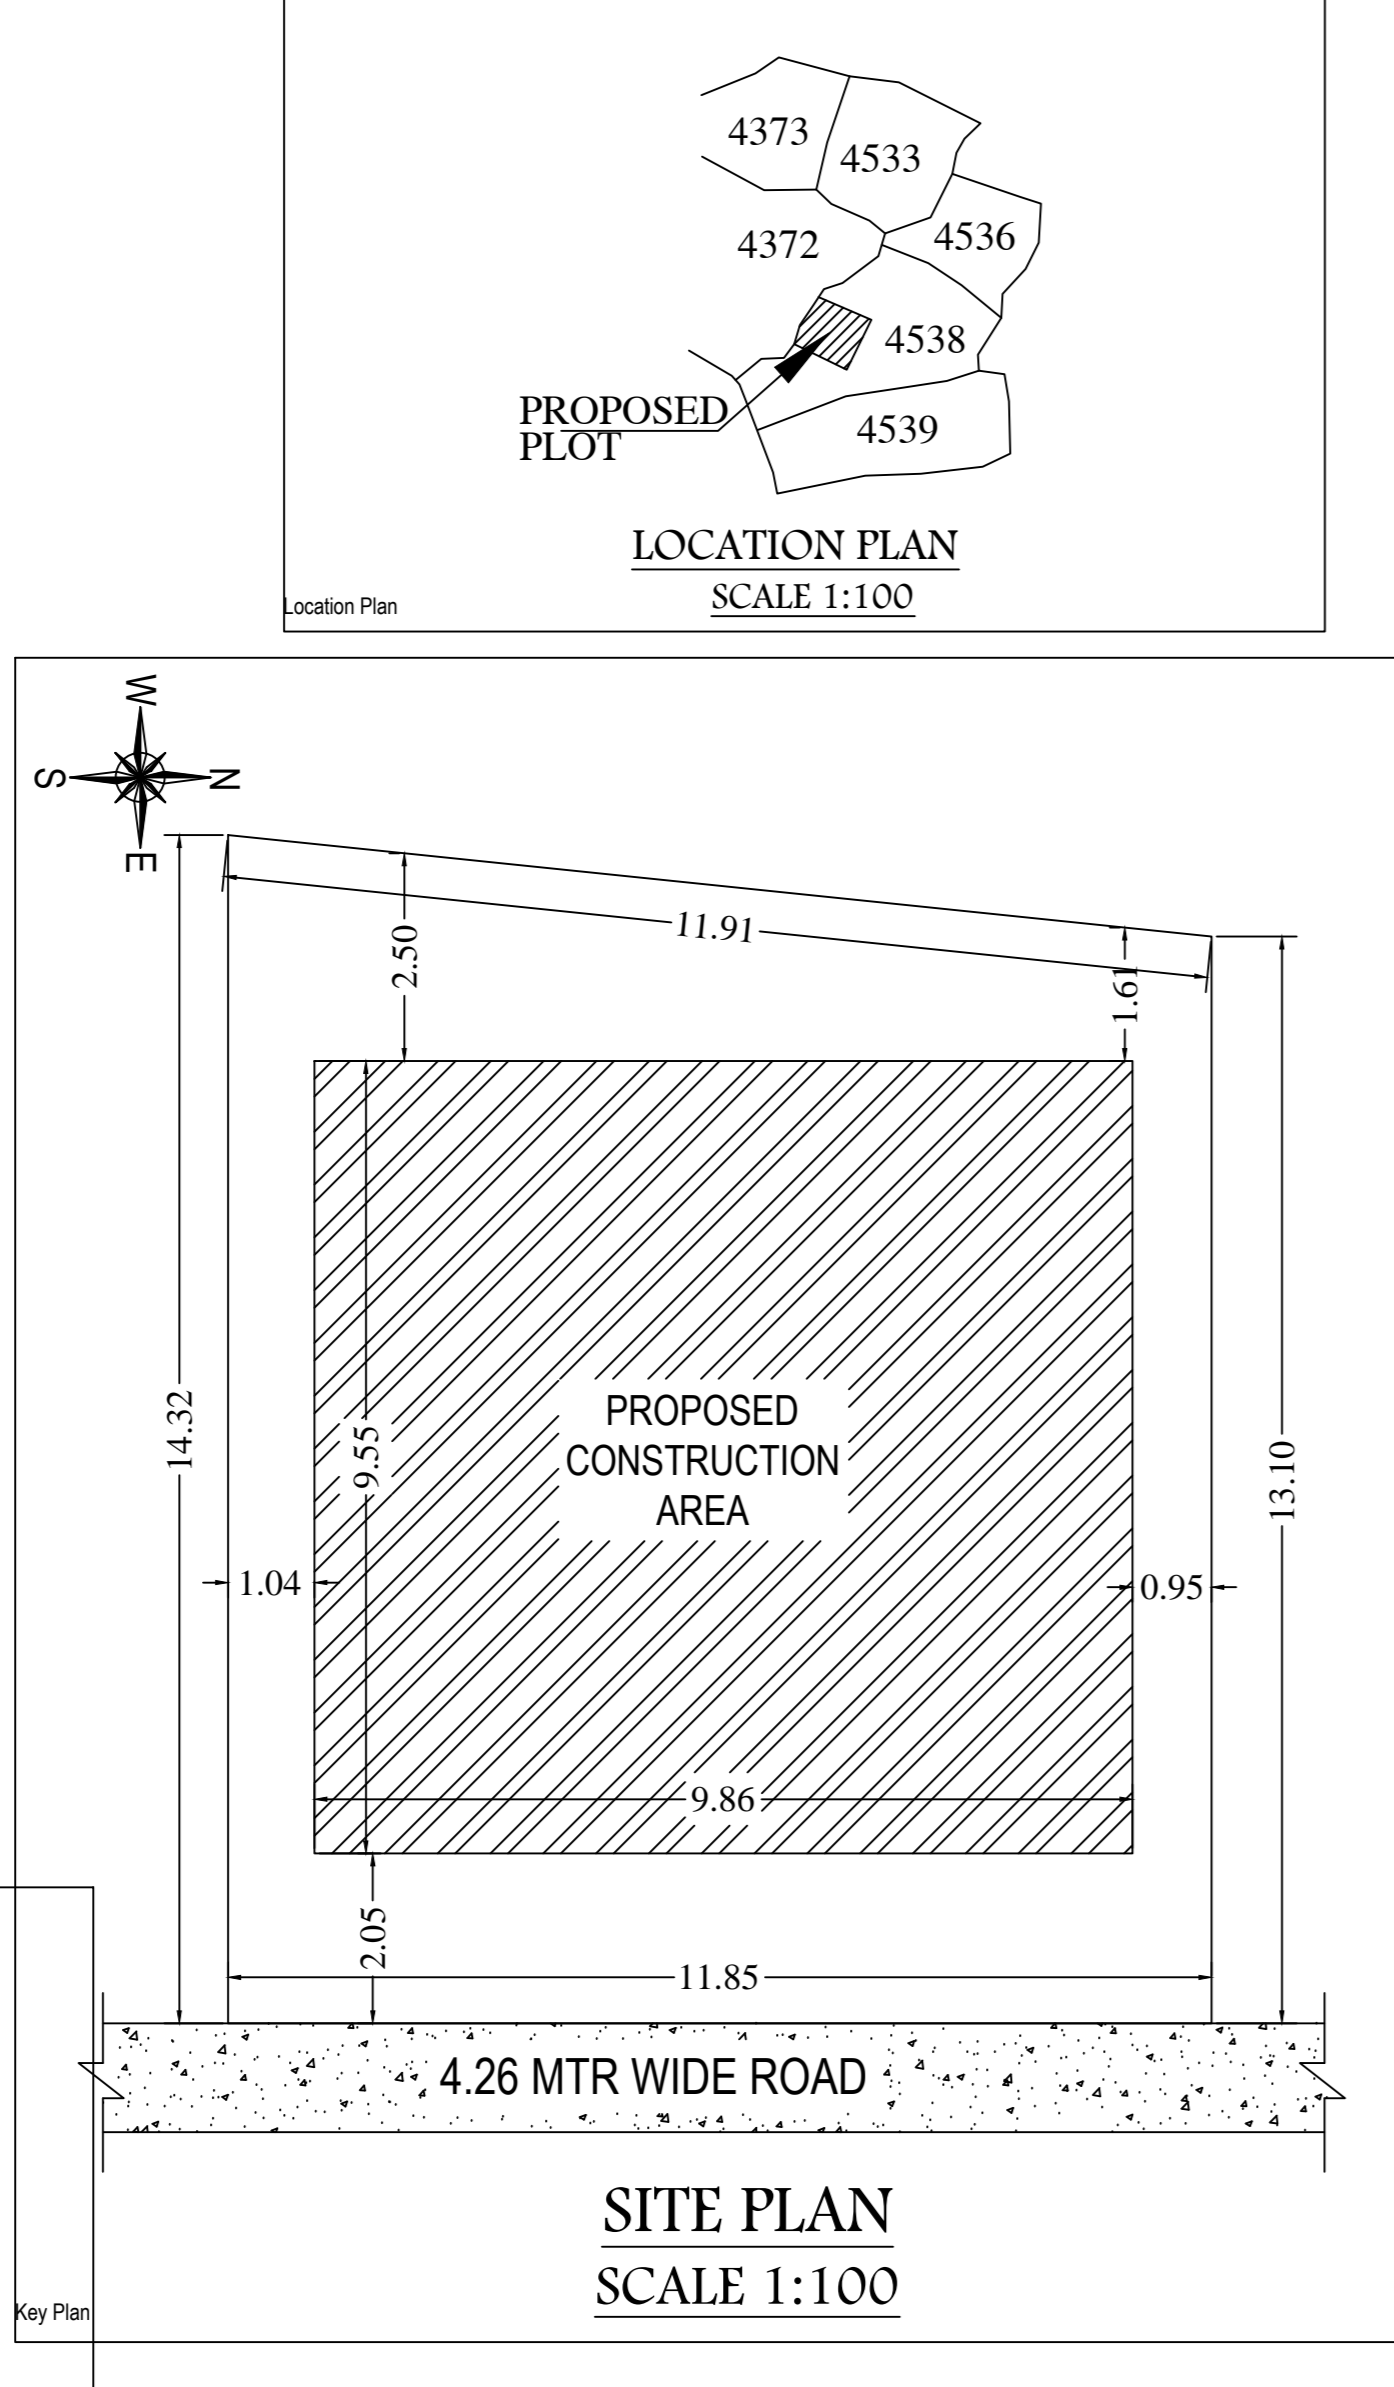 4373
4533
4372
4536
4538
PROPOSED
PLOT
4539
LOCATION PLAN
SCALE 1:100
Location Plan
W
S
N
E
11.91
2.50
1.61
14.32
9.55
PROPOSED
CONSTRUCTION
AREA
13.10
1.04
0.95
9.86
2.05
11.85
4.26 MTR WIDE ROAD
SITE PLAN
SCALE 1:100
Key Plan